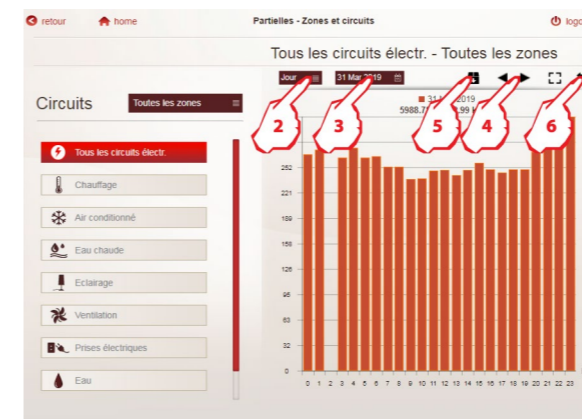 retour home Partielles - Zones et circuits
Tous les circuits électr. - Toutes les zones
Jour 31 Mar 2019
Circuits Toutes les zones
2 3 5 4 6
Tous les circuits électr.
Chauffage
Air conditionné
Eau chaude
Eclairage
Ventilation
Prises électriques
Eau
252
221
189
158
126
95
63
32
0
0 1 2 3 4 5 6 7 8 9 10 11 12 13 14 15 16 17 18 19 20 21 22 23